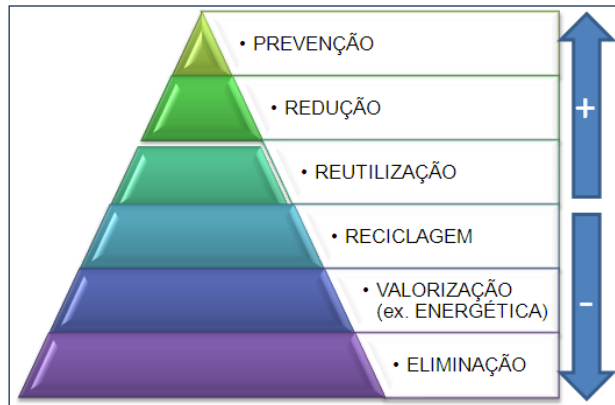 • PREVENÇÃO
+
• REDUÇÃO
• REUTILIZAÇÃO
• RECICLAGEM
• VALORIZAÇÃO
(ex. ENERGÉTICA)
-
• ELIMINAÇÃO